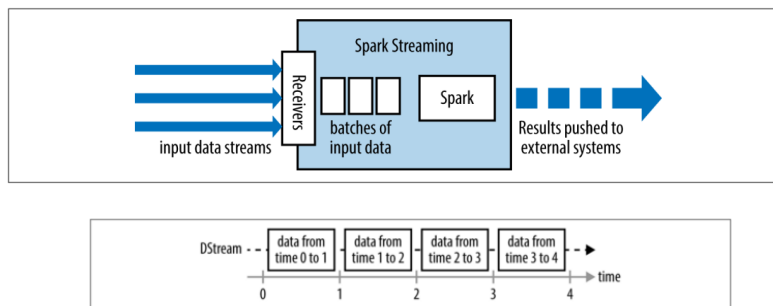 Spark Streaming
Receivers
Spark
batches of
input data
input data streams
Results pushed to
external systems
DStream
data from
time 0 to 1
data from
time 1 to 2
data from
time 2 to 3
data from
time 3 to 4
time
0 1 2 3 4